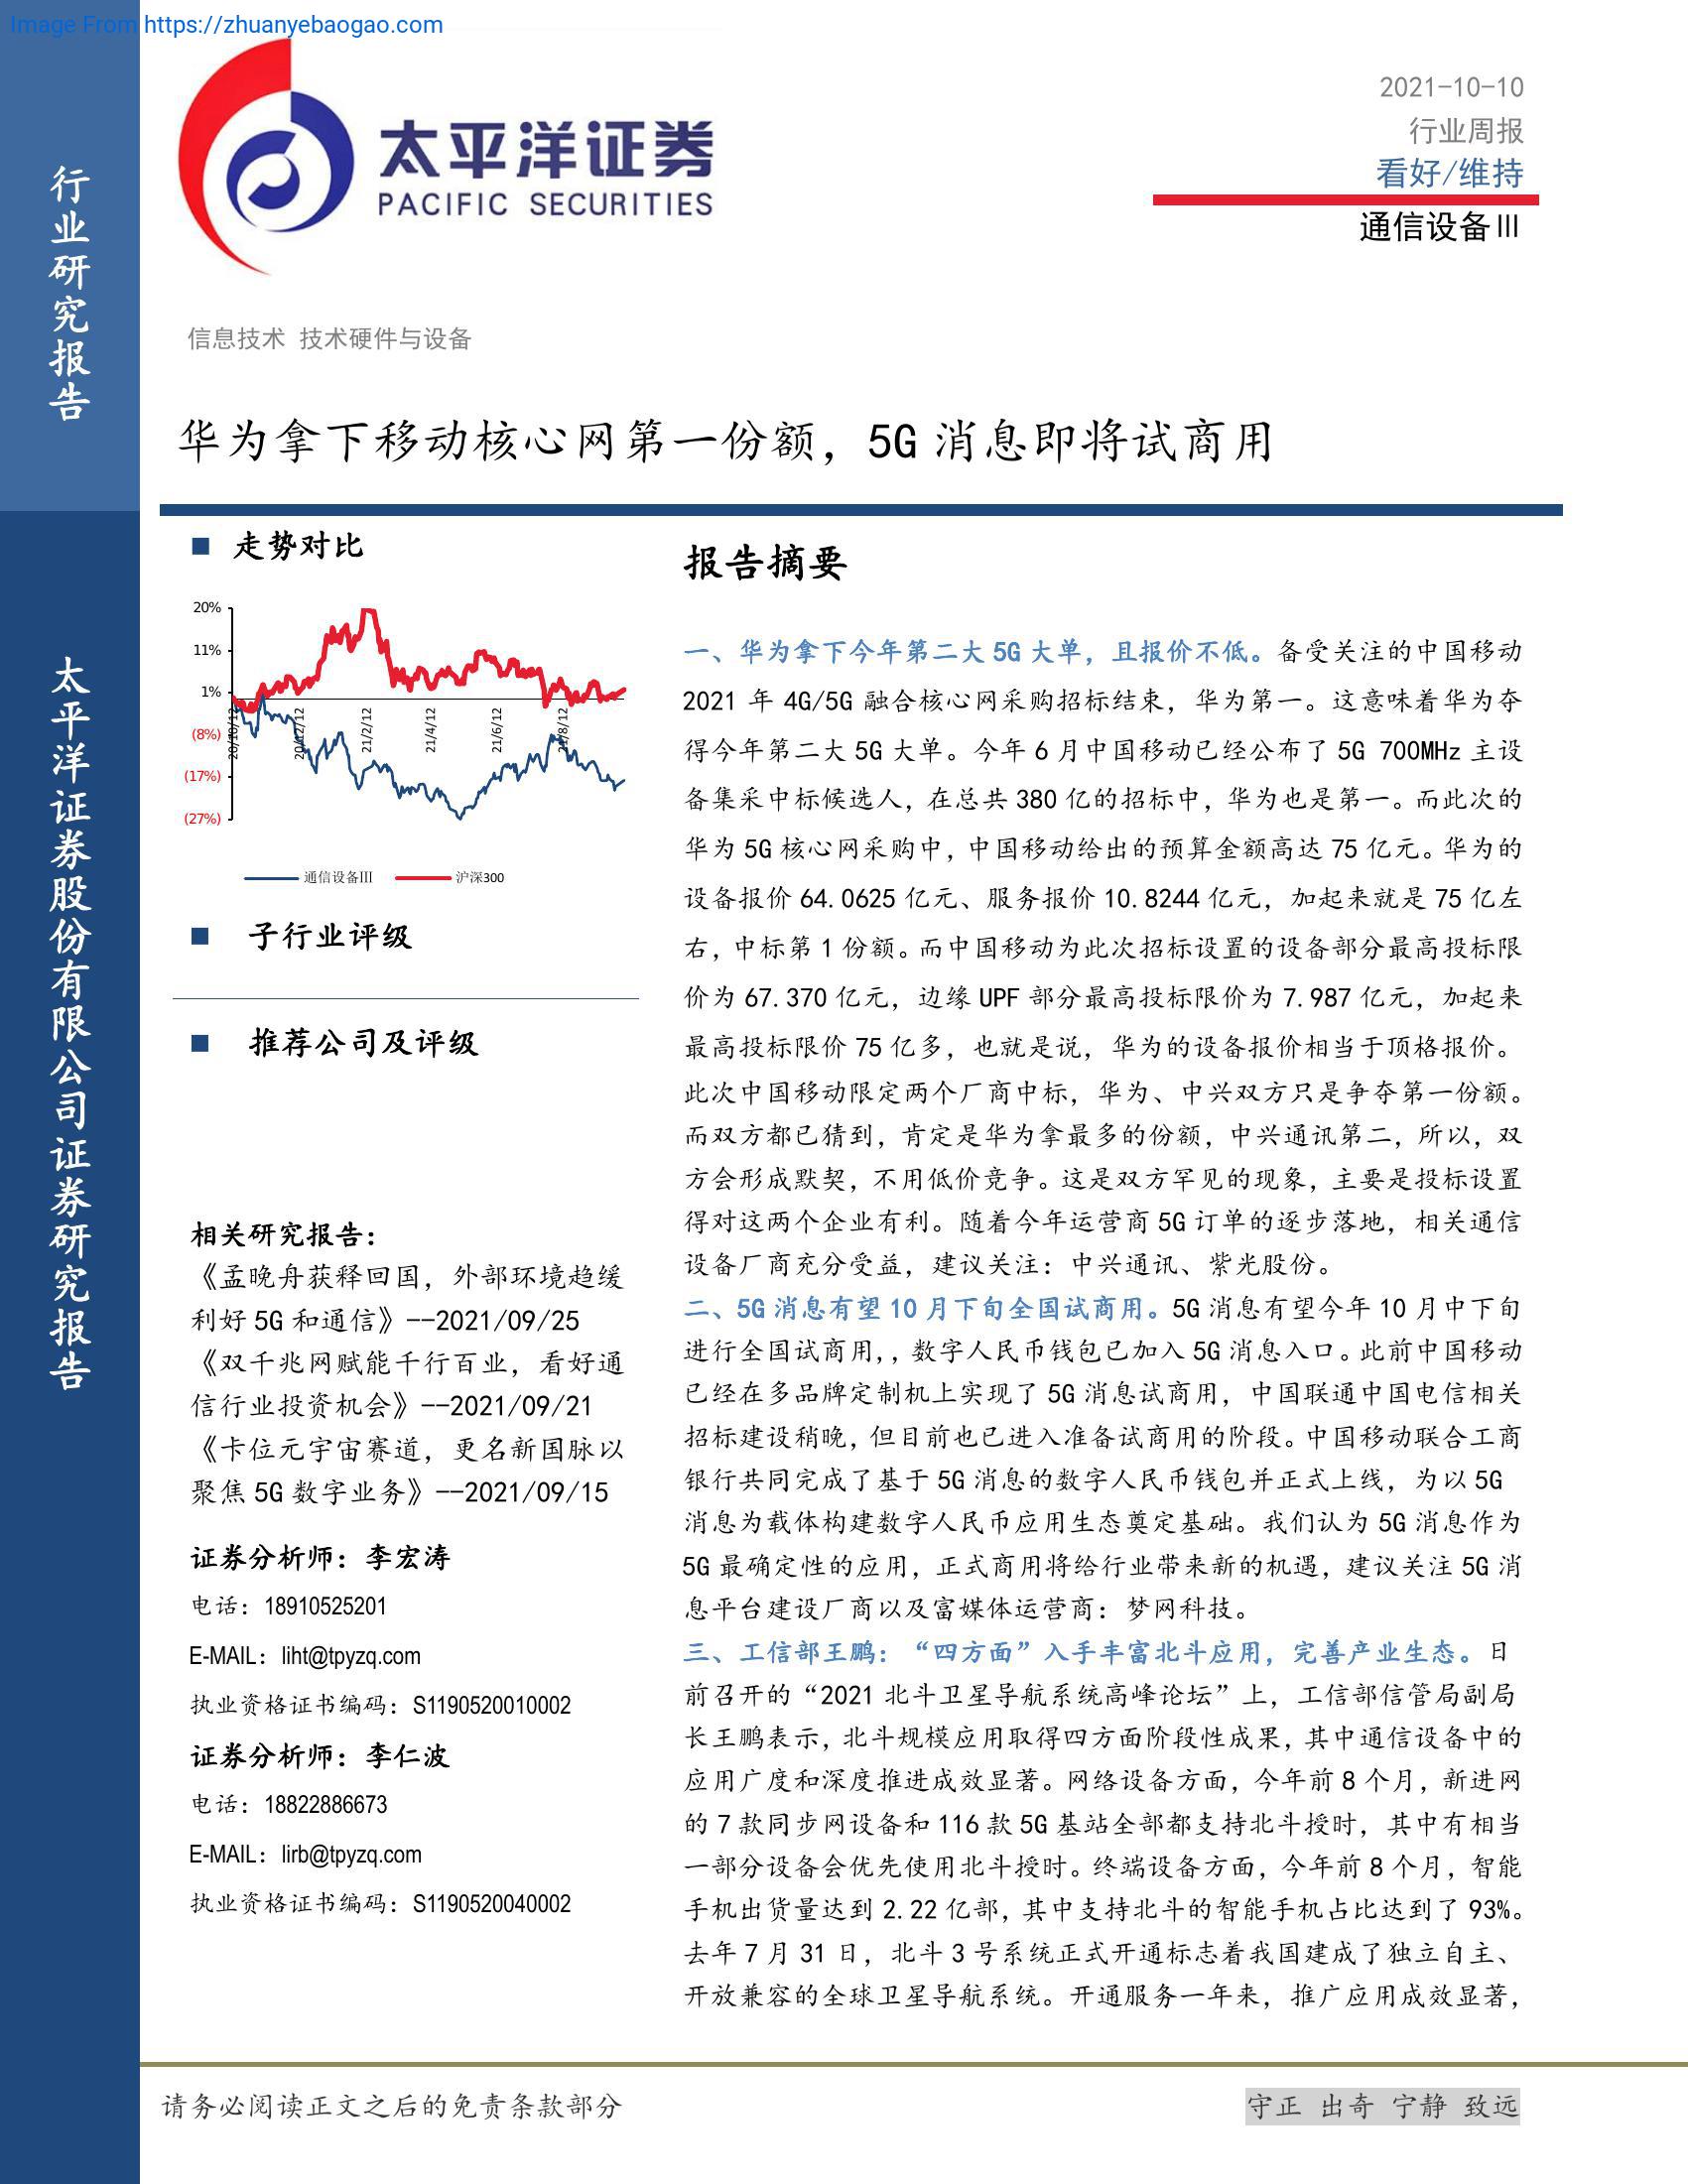 Image From https://zhuanyebaogao.com
行业研究报告
太平洋证券股份有限公司证券研究报告
太平洋证券
PACIFIC SECURITIES
2021-10-10
行业周报
看好/维持
通信设备Ⅲ
信息技术 技术硬件与设备
华为拿下移动核心网第一份额，5G 消息即将试商用
■ 走势对比
20%
11%
1%
(8%)
(17%)
(27%)
20/10/12
20/12/12
21/2/12
21/4/12
21/6/12
21/8/12
通信设备Ⅲ 沪深300
■ 子行业评级
■ 推荐公司及评级
相关研究报告：
《孟晚舟获释回国，外部环境趋缓
利好 5G 和通信》--2021/09/25
《双千兆网赋能千行百业，看好通
信行业投资机会》--2021/09/21
《卡位元宇宙赛道，更名新国脉以
聚焦 5G 数字业务》--2021/09/15
证券分析师：李宏涛
电话：18910525201
E-MAIL：liht@tpyzq.com
执业资格证书编码：S1190520010002
证券分析师：李仁波
电话：18822886673
E-MAIL：lirb@tpyzq.com
执业资格证书编码：S1190520040002
报告摘要
一、华为拿下今年第二大 5G 大单，且报价不低。备受关注的中国移动
2021 年 4G/5G 融合核心网采购招标结束，华为第一。这意味着华为夺
得今年第二大 5G 大单。今年 6 月中国移动已经公布了 5G 700MHz 主设
备集采中标候选人，在总共 380 亿的招标中，华为也是第一。而此次的
华为 5G 核心网采购中，中国移动给出的预算金额高达 75 亿元。华为的
设备报价 64.0625 亿元、服务报价 10.8244 亿元，加起来就是 75 亿左
右，中标第 1 份额。而中国移动为此次招标设置的设备部分最高投标限
价为 67.370 亿元，边缘 UPF 部分最高投标限价为 7.987 亿元，加起来
最高投标限价 75 亿多，也就是说，华为的设备报价相当于顶格报价。
此次中国移动限定两个厂商中标，华为、中兴双方只是争夺第一份额。
而双方都已猜到，肯定是华为拿最多的份额，中兴通讯第二，所以，双
方会形成默契，不用低价竞争。这是双方罕见的现象，主要是投标设置
得对这两个企业有利。随着今年运营商 5G 订单的逐步落地，相关通信
设备厂商充分受益，建议关注：中兴通讯、紫光股份。
二、5G 消息有望 10 月下旬全国试商用。5G 消息有望今年 10 月中下旬
进行全国试商用,，数字人民币钱包已加入 5G 消息入口。此前中国移动
已经在多品牌定制机上实现了 5G 消息试商用，中国联通中国电信相关
招标建设稍晚，但目前也已进入准备试商用的阶段。中国移动联合工商
银行共同完成了基于 5G 消息的数字人民币钱包并正式上线，为以 5G
消息为载体构建数字人民币应用生态奠定基础。我们认为 5G 消息作为
5G 最确定性的应用，正式商用将给行业带来新的机遇，建议关注 5G 消
息平台建设厂商以及富媒体运营商：梦网科技。
三、工信部王鹏：“四方面”入手丰富北斗应用，完善产业生态。日
前召开的“2021 北斗卫星导航系统高峰论坛”上，工信部信管局副局
长王鹏表示，北斗规模应用取得四方面阶段性成果，其中通信设备中的
应用广度和深度推进成效显著。网络设备方面，今年前 8 个月，新进网
的 7 款同步网设备和 116 款 5G 基站全部都支持北斗授时，其中有相当
一部分设备会优先使用北斗授时。终端设备方面，今年前 8 个月，智能
手机出货量达到 2.22 亿部，其中支持北斗的智能手机占比达到了 93%。
去年 7 月 31 日，北斗 3 号系统正式开通标志着我国建成了独立自主、
开放兼容的全球卫星导航系统。开通服务一年来，推广应用成效显著，
请务必阅读正文之后的免责条款部分
守正 出奇 宁静 致远